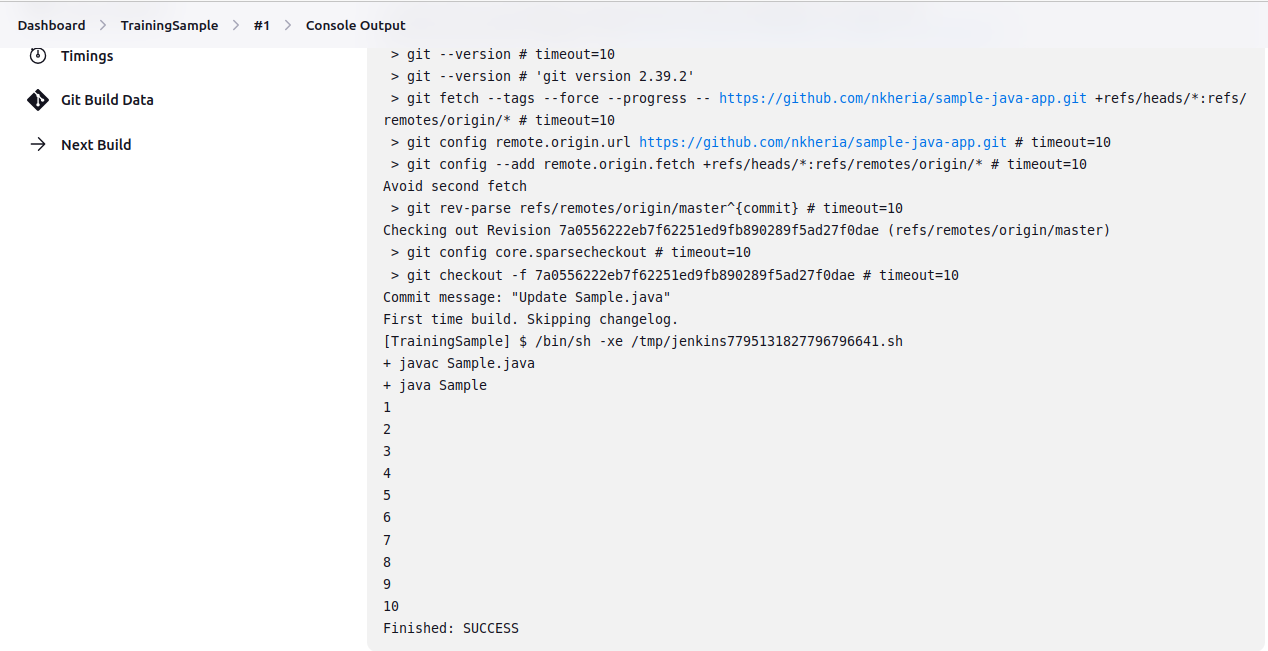 Dashboard > TrainingSample > #1 > Console Output
Timings
Git Build Data
Next Build
> git --version # timeout=10
> git --version # 'git version 2.39.2'
> git fetch --tags --force --progress -- https://github.com/nkheria/sample-java-app.git +refs/heads/*:refs/
remotes/origin/* # timeout=10
> git config remote.origin.url https://github.com/nkheria/sample-java-app.git # timeout=10
> git config --add remote.origin.fetch +refs/heads/*:refs/remotes/origin/* # timeout=10
Avoid second fetch
> git rev-parse refs/remotes/origin/master^{commit} # timeout=10
Checking out Revision 7a0556222eb7f62251ed9fb890289f5ad27f0dae (refs/remotes/origin/master)
> git config core.sparsecheckout # timeout=10
> git checkout -f 7a0556222eb7f62251ed9fb890289f5ad27f0dae # timeout=10
Commit message: "Update Sample.java"
First time build. Skipping changelog.
[TrainingSample] $ /bin/sh -xe /tmp/jenkins7795131827796796641.sh
+ javac Sample.java
+ java Sample
1
2
3
4
5
6
7
8
9
10
Finished: SUCCESS